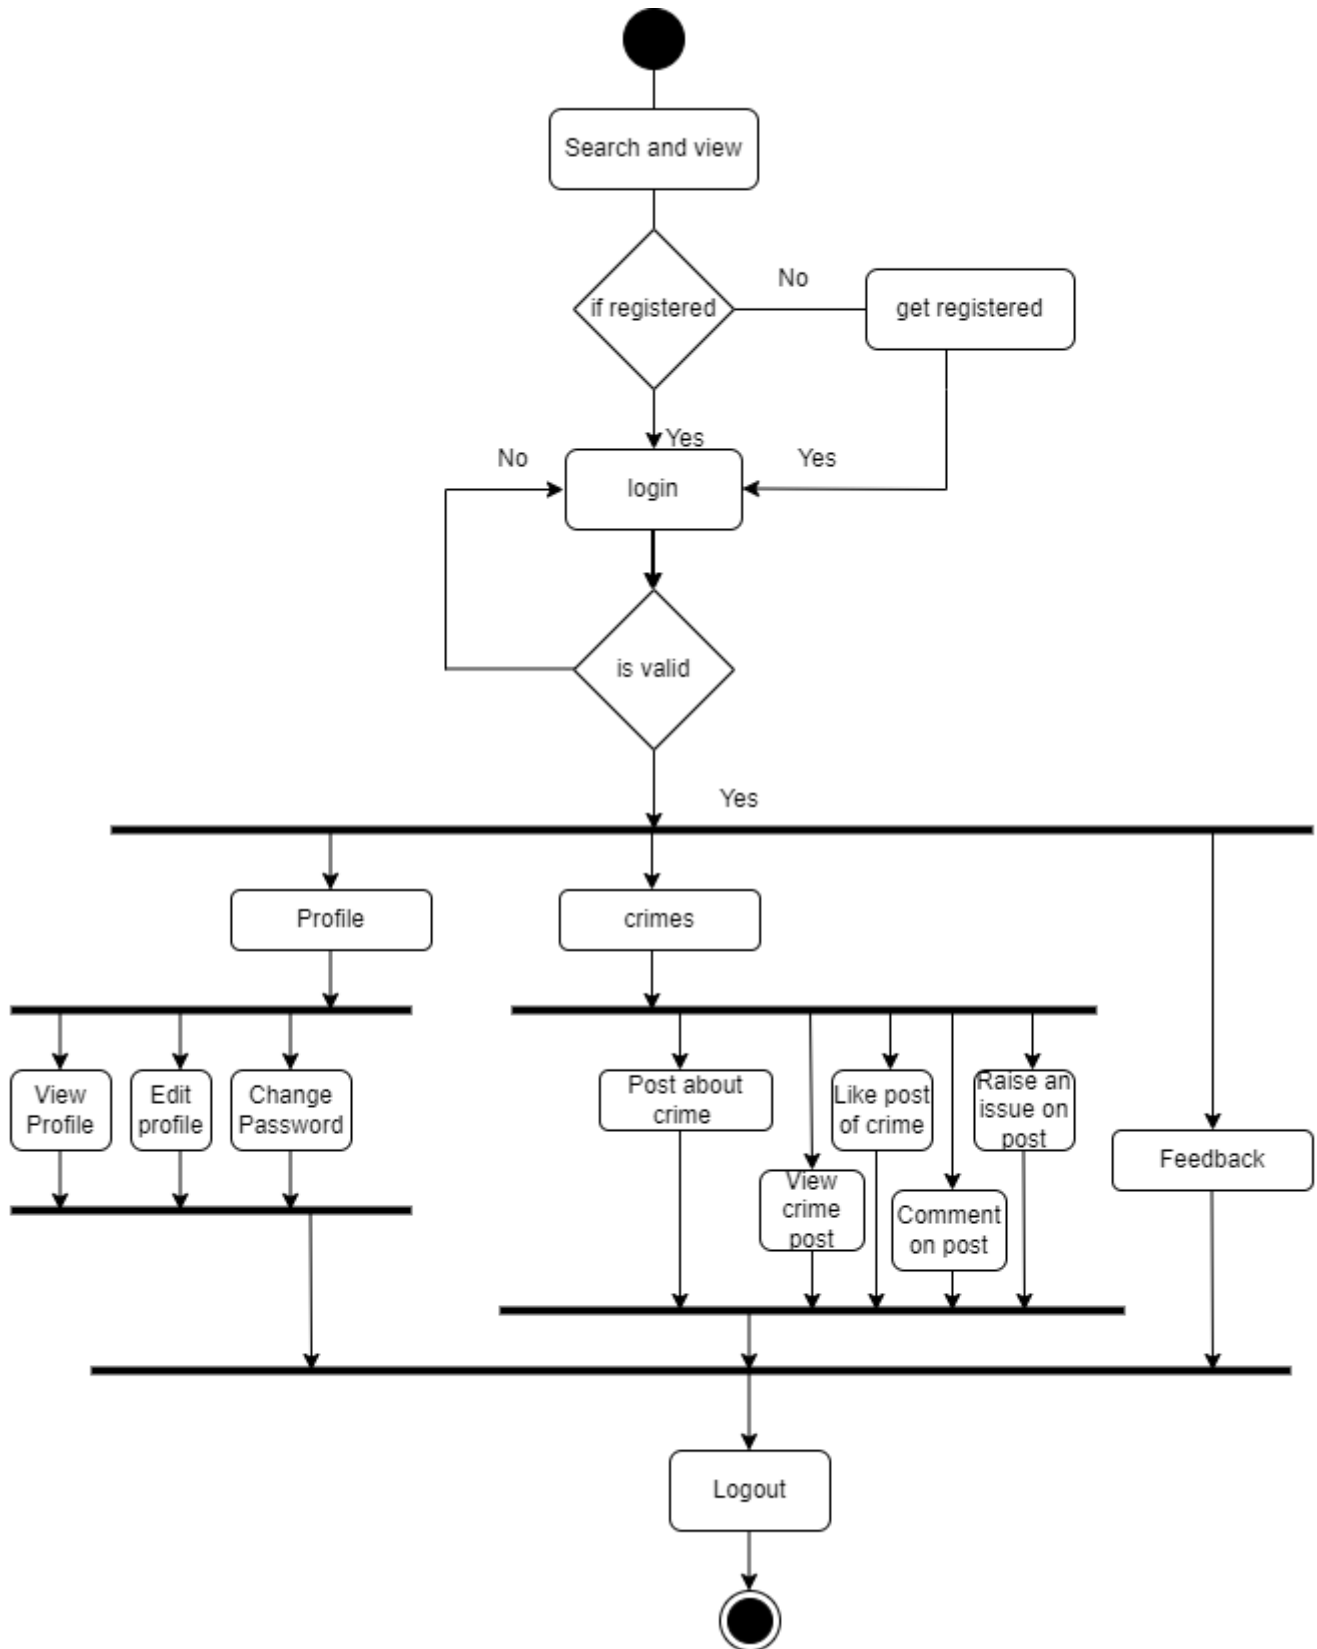 Search and view
if registered
No
get registered
Yes
No
Yes
login
is valid
Yes
Profile
crimes
View
Profile
Edit
profile
Change
Password
Post about
crime
View
crime
post
Like post
of crime
Comment
on post
Raise an
issue on
post
Feedback
Logout